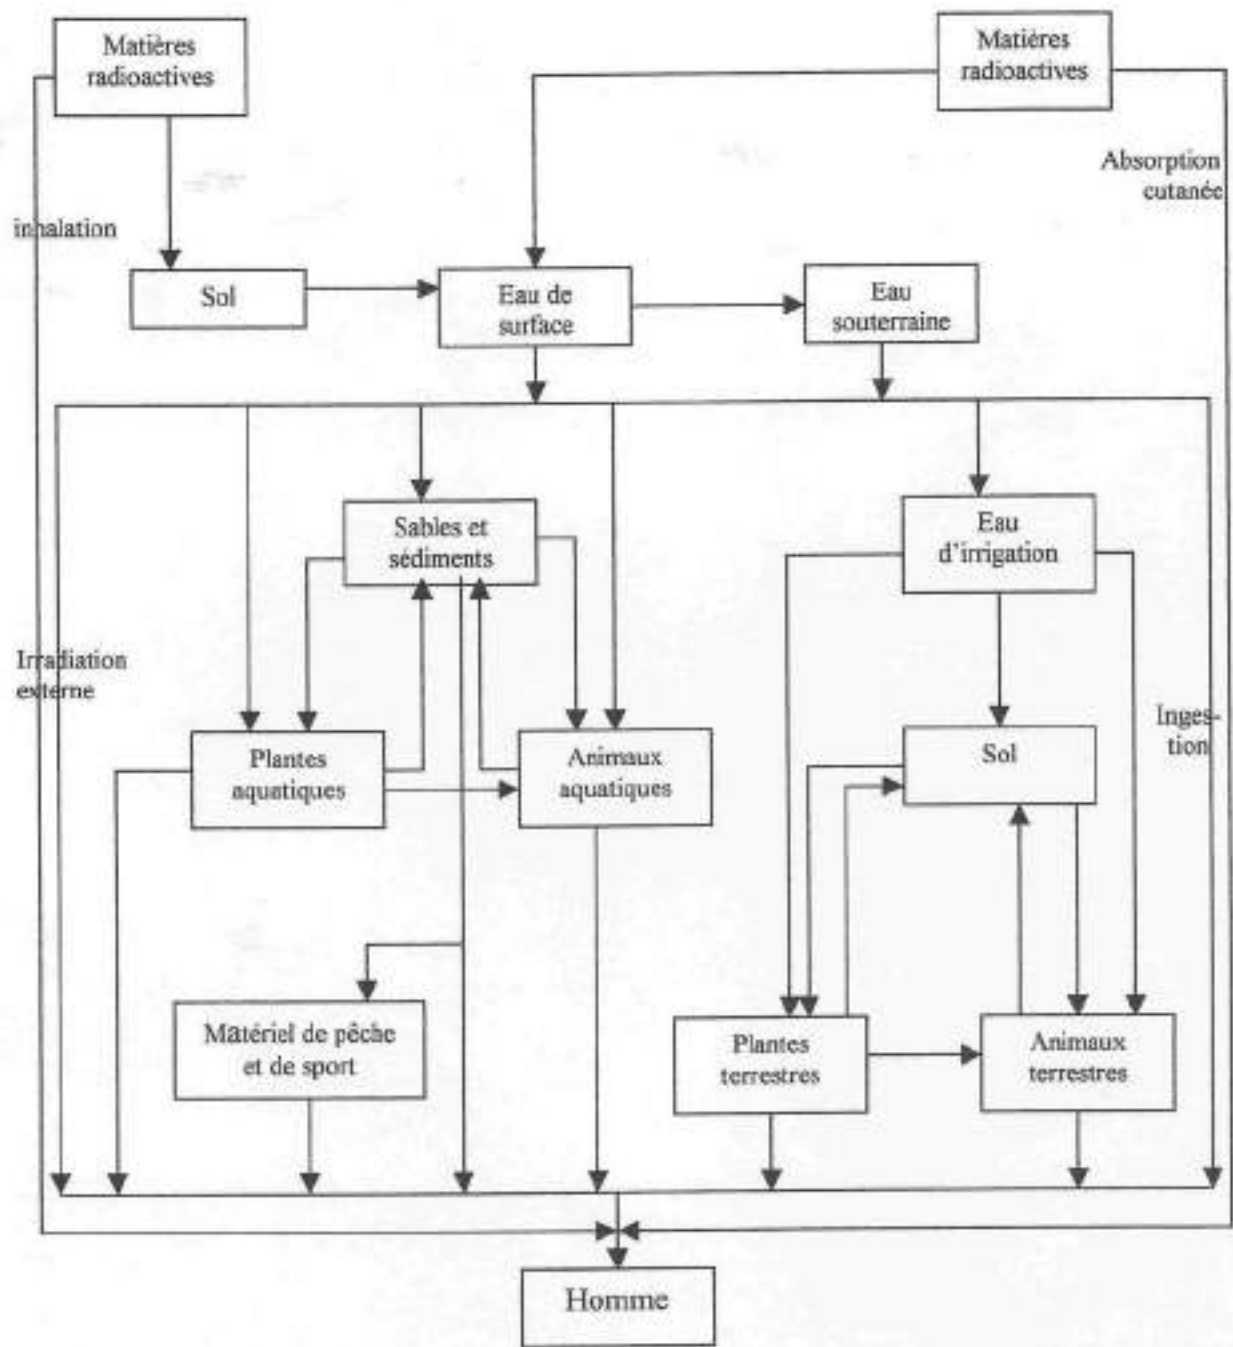 Matières
radioactives
Matières
radioactives
Absorption
cutanée
inhalation
Sol
Eau de
surface
Eau
souterraine
Sables et
sédiments
Eau
d'irrigation
Irradiation
externe
Inges-
tion
Plantes
aquatiques
Animaux
aquatiques
Sol
Matériel de pêche
et de sport
Plantes
terrestres
Animaux
terrestres
Homme